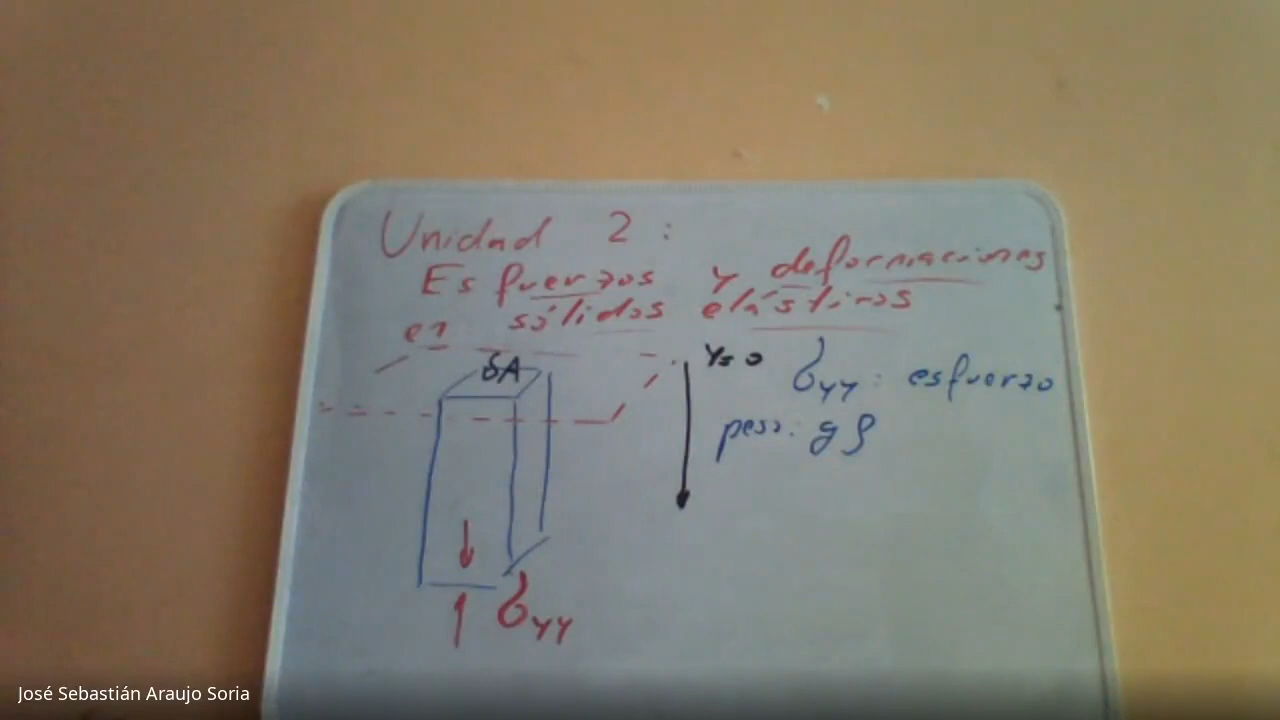 Unidad 2:
Esfuerzos y deformaciones
en sólidos elásticos
δA
y=0
σyy: esfuerzo
peso: gρ
σyy
José Sebastián Araujo Soria